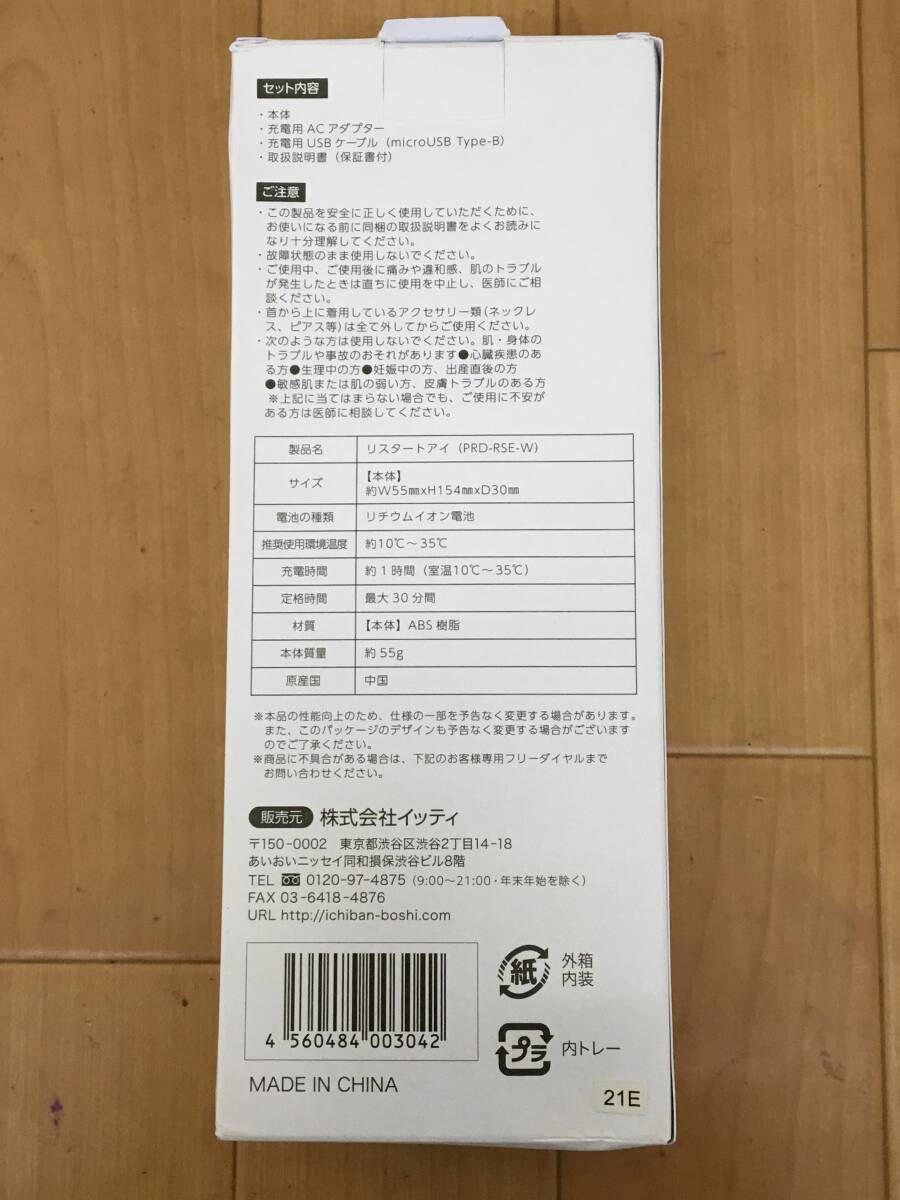 セット内容
・本体
・充電用ACアダプター
・充電用USBケーブル（microUSB Type-B）
・取扱説明書（保証書付）
ご注意
・この製品を安全に正しく使用していただくために、
お使いになる前に同梱の取扱説明書をよくお読みに
なり十分理解してください。
・故障状態のまま使用しないでください。
・ご使用中、ご使用後に痛みや違和感、肌のトラブル
が発生したときは直ちに使用を中止し、医師にご相
談ください。
・首から上に着用しているアクセサリー類（ネックレ
ス、ピアス等）は全て外してからご使用ください。
・次のような方は使用しないでください。肌・身体の
トラブルや事故のおそれがあります●心臓疾患のあ
る方●生理中の方●妊娠中の方、出産直後の方
●敏感肌または肌の弱い方、皮膚トラブルのある方
※上記に当てはまらない場合でも、ご使用に不安が
ある方は医師に相談してください。
製品名 リスタートアイ（PRD-RSE-W）
サイズ 【本体】
約W55㎜xH154㎜xD30㎜
電池の種類 リチウムイオン電池
推奨使用環境温度 約10℃～35℃
充電時間 約1時間（室温10℃～35℃）
定格時間 最大30分間
材質 【本体】ABS樹脂
本体質量 約55g
原産国 中国
※本品の性能向上のため、仕様の一部を予告なく変更する場合があります。
また、このパッケージのデザインも予告なく変更する場合がございます
のでご了承ください。
※商品に不具合がある場合は、下記のお客様専用フリーダイヤルまで
お問い合わせください。
販売元 株式会社イッティ
〒150-0002 東京都渋谷区渋谷2丁目14-18
あいおいニッセイ同和損保渋谷ビル8階
TEL 0120-97-4875（9:00～21:00・年末年始を除く）
FAX 03-6418-4876
URL http://ichiban-boshi.com
4 560484 003042
紙 外箱
内装
プラ 内トレー
MADE IN CHINA
21E